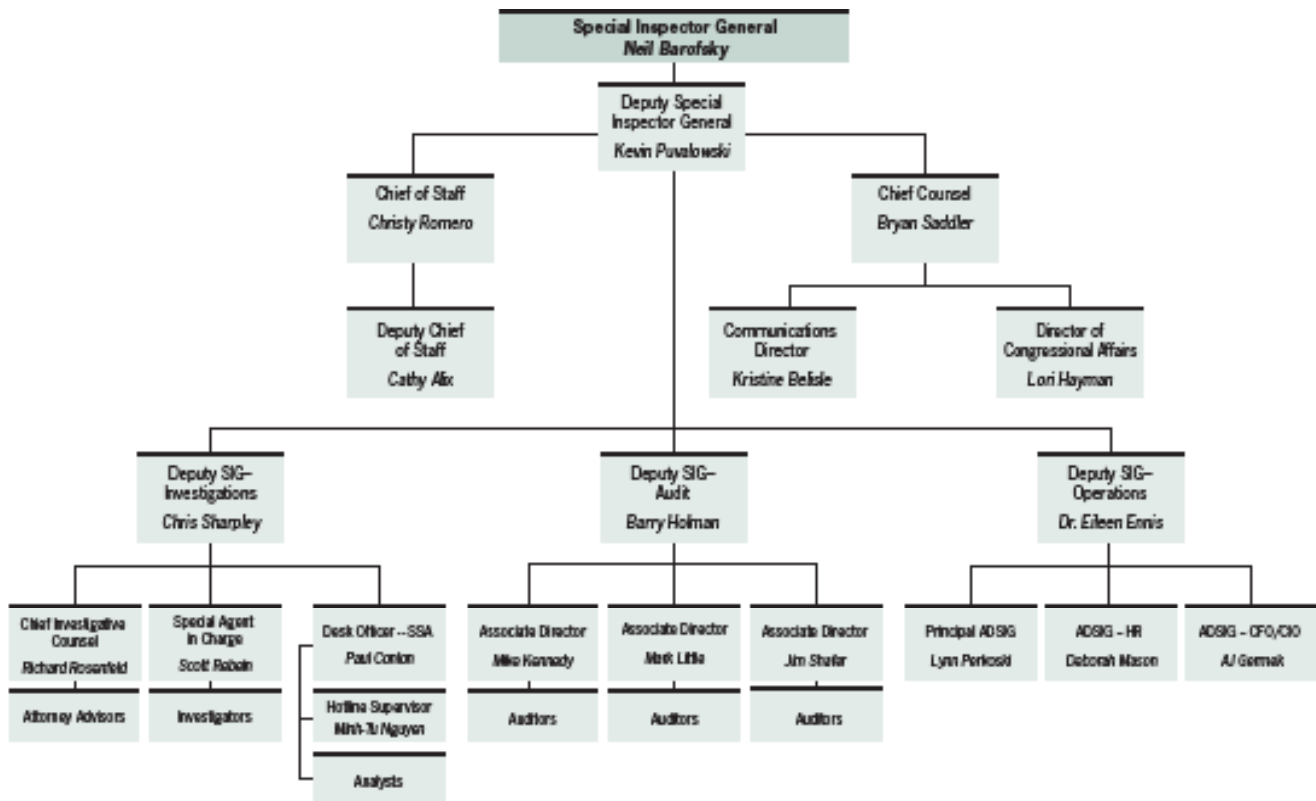 Special Inspector General
Neil Barofsky
Deputy Special
Inspector General
Kevin Puvalowski
Chief of Staff
Christy Romero
Chief Counsel
Bryan Saddler
Deputy Chief
of Staff
Cathy Alix
Communications
Director
Kristine Belisle
Director of
Congressional Affairs
Lori Hayman
Deputy SIG–
Investigations
Chris Sharpley
Deputy SIG–
Audit
Barry Holman
Deputy SIG–
Operations
Dr. Eileen Ennis
Chief Investigative
Counsel
Richard Rosenfeld
Special Agent
in Charge
Scott Rebein
Desk Officer --SSA
Paul Conlon
Associate Director
Mike Kennedy
Associate Director
Mark Little
Associate Director
Jim Shafer
Principal ADSIG
Lynn Perkoski
ADSIG – HR
Deborah Mason
ADSIG – CFO/CIO
AJ Germek
Attorney Advisors
Investigators
Hotline Supervisor
Minh-Tu Nguyen
Analysts
Auditors
Auditors
Auditors